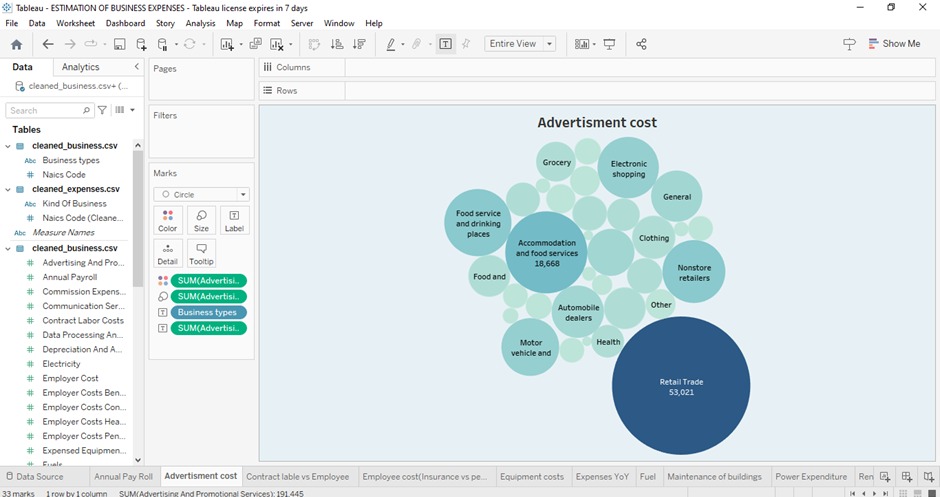 Tableau - ESTIMATION OF BUSINESS EXPENSES - Tableau license expires in 7 days
File Data Worksheet Dashboard Story Analysis Map Format Server Window Help
Entire View
Show Me
Data Analytics
cleaned_business.csv+ (...
Search
Tables
cleaned_business.csv
Abc Business types
Naics Code
cleaned_expenses.csv
Abc Kind Of Business
Naics Code (Cleane...
Abc Measure Names
cleaned_business.csv
Advertising And Pro...
Annual Payroll
Commission Expens...
Communication Ser...
Contract Labor Costs
Data Processing An...
Depreciation And A...
Electricity
Employer Cost
Employer Costs Ben...
Employer Costs Con...
Employer Costs Hea...
Employer Costs Pen...
Expensed Equipmen...
Fuels
Pages
Filters
Marks
Circle
Color Size Label
Detail Tooltip
SUM(Advertisi..
SUM(Advertisi..
Business types
SUM(Advertisi..
Columns
Rows
Advertisment cost
Grocery
Electronic
shopping
General
Food service
and drinking
places
Accommodation
and food services
18,668
Clothing
Food and
Nonstore
retailers
Automobile
dealers
Other
Motor
vehicle and
Health
Retail Trade
53,021
Data Source Annual Pay Roll Advertisment cost Contract lable vs Employee Employee cost(Insurance vs pe... Equipment costs Expenses YoY Fuel Maintenance of buildings Power Expenditure Ren
33 marks 1 row by 1 column SUM(Advertising And Promotional Services): 191,445